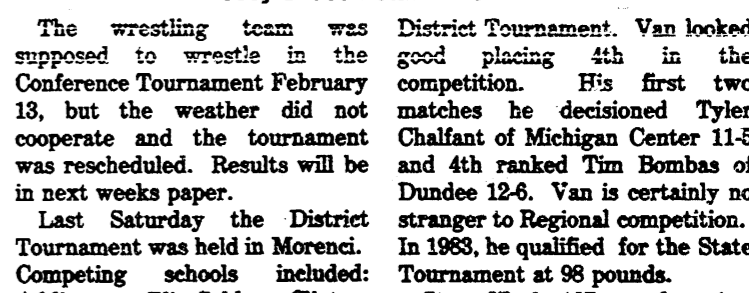 The wrestling team was
supposed to wrestle in the
Conference Tournament February
13, but the weather did not
cooperate and the tournament
was rescheduled. Results will be
in next weeks paper.
Last Saturday the District
Tournament was held in Morenci.
Competing schools included:
District Tournament. Van looked
good placing 4th in the
competition. His first two
matches he decisioned Tyler
Chalfant of Michigan Center 11-5
and 4th ranked Tim Bombas of
Dundee 12-6. Van is certainly no
stranger to Regional competition.
In 1983, he qualified for the State
Tournament at 98 pounds.